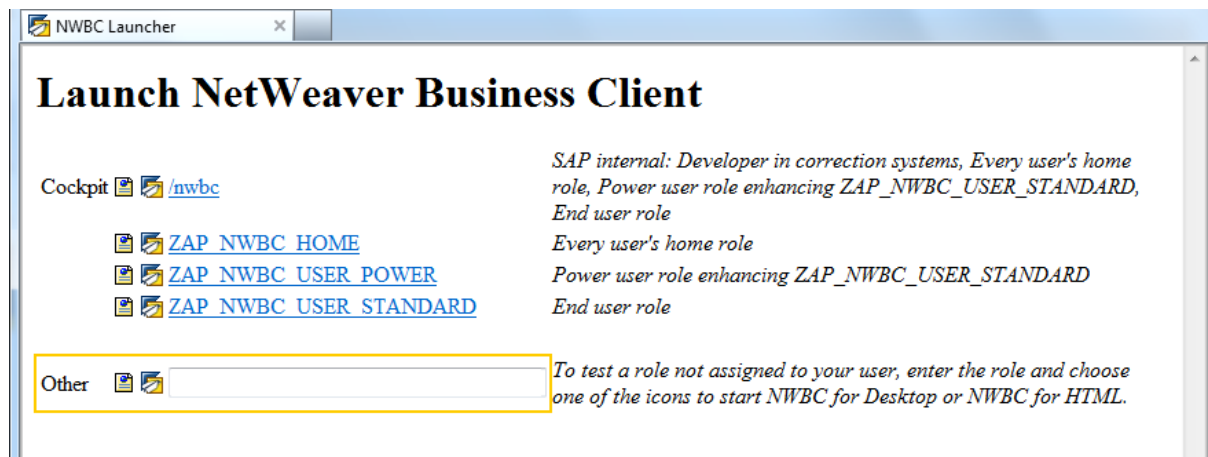 NWBC Launcher
Launch NetWeaver Business Client
SAP internal: Developer in correction systems, Every user's home
Cockpit /nwbc role, Power user role enhancing ZAP_NWBC_USER_STANDARD,
End user role
ZAP_NWBC_HOME Every user's home role
ZAP_NWBC_USER_POWER Power user role enhancing ZAP_NWBC_USER_STANDARD
ZAP_NWBC_USER_STANDARD End user role
Other To test a role not assigned to your user, enter the role and choose
one of the icons to start NWBC for Desktop or NWBC for HTML.